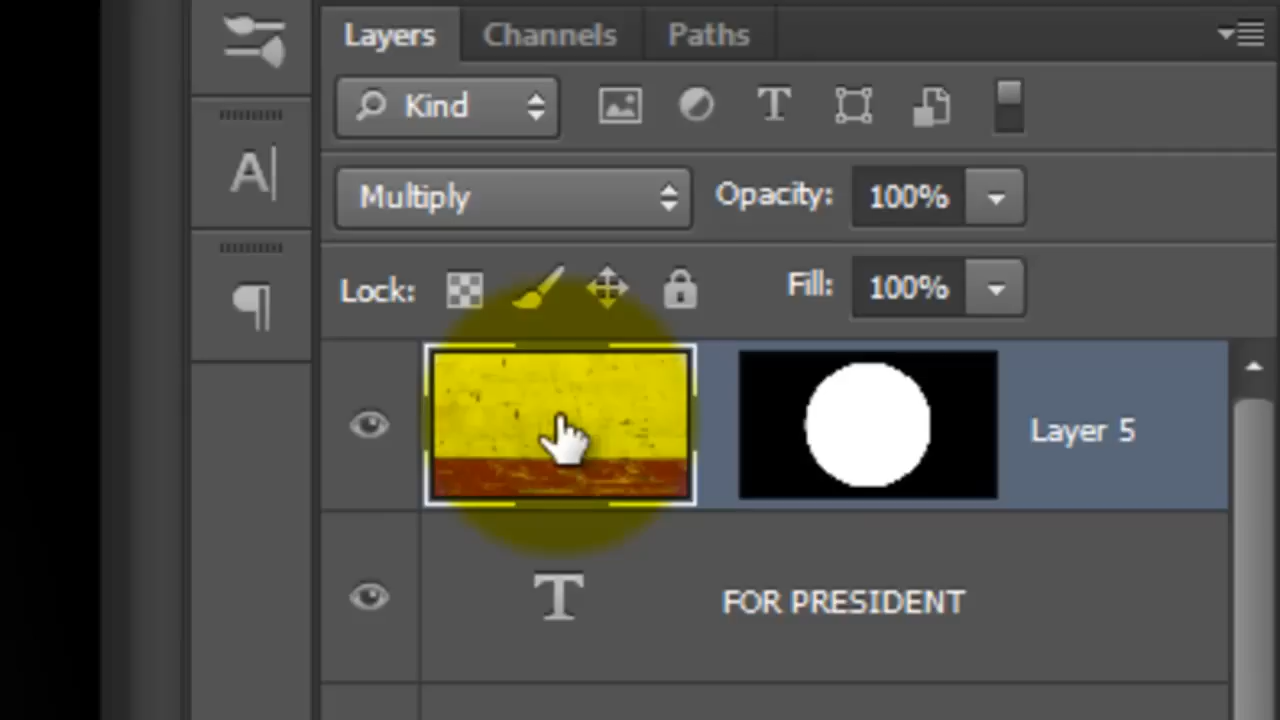 Layers Channels Paths
Kind
Multiply Opacity: 100%
Lock: Fill: 100%
Layer 5
FOR PRESIDENT